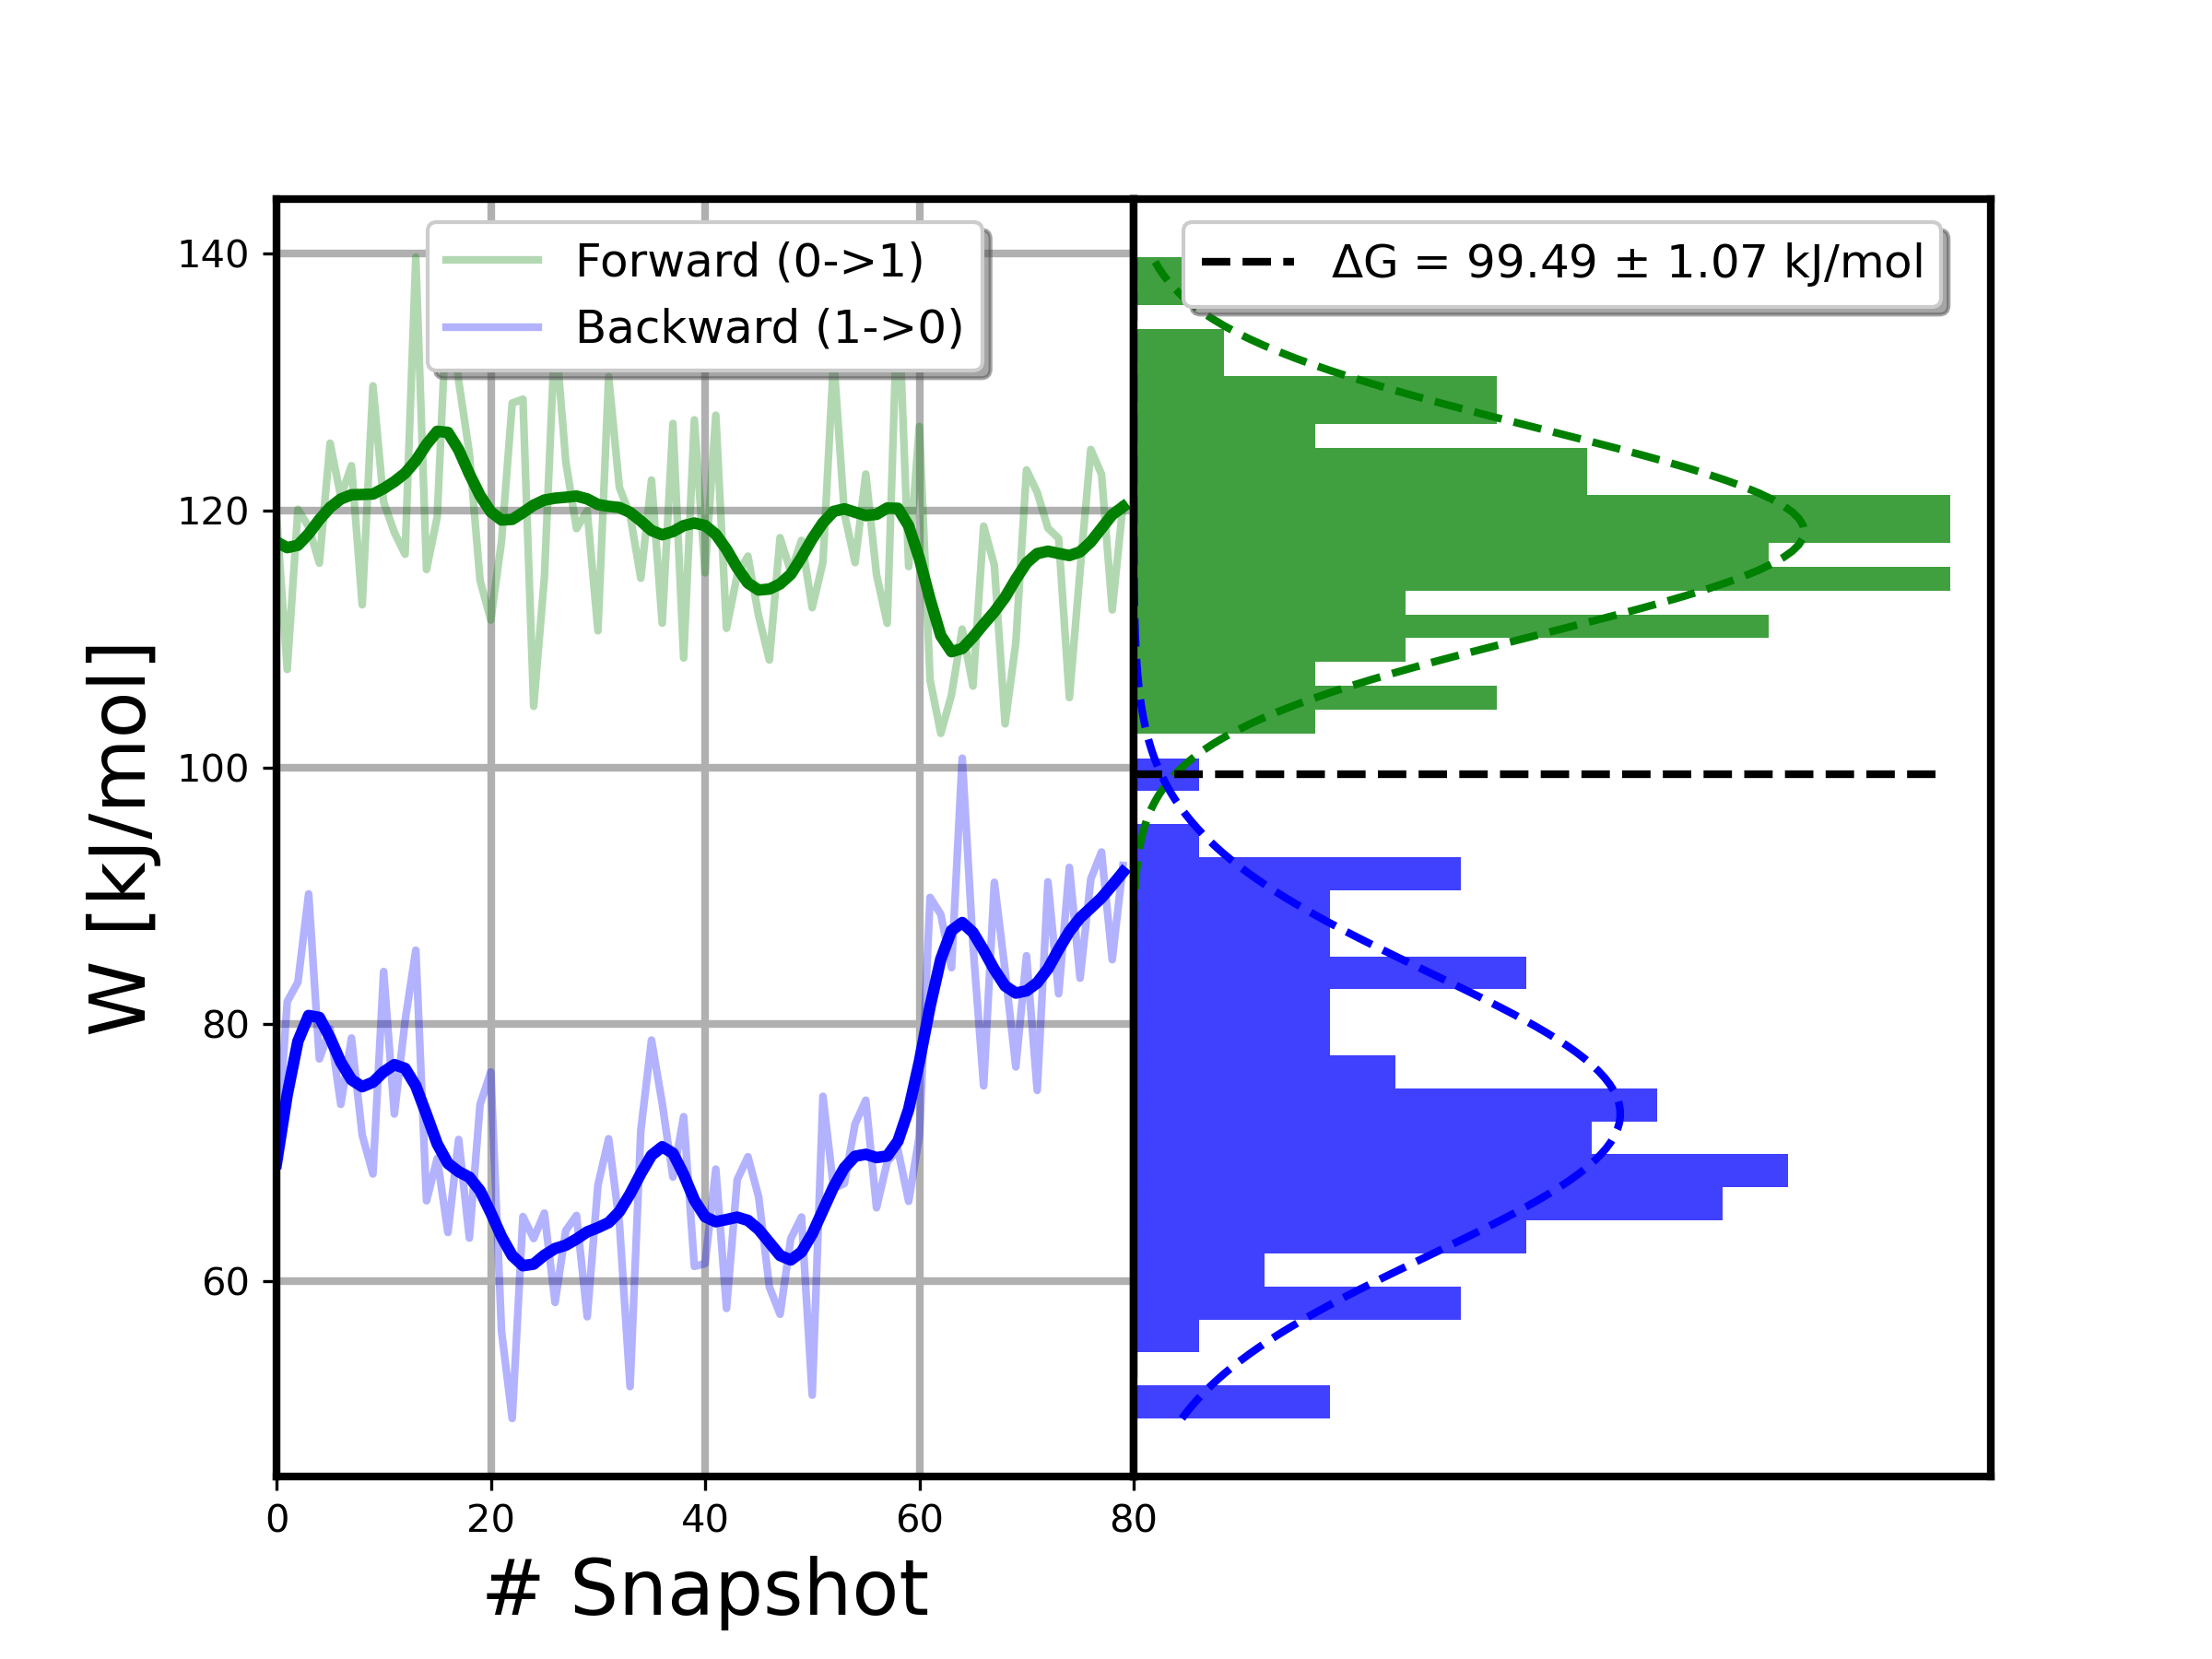 Forward (0->1)
Backward (1->0)
ΔG = 99.49 ± 1.07 kJ/mol
W [kJ/mol]
140
120
100
80
60
0 20 40 60 80
# Snapshot